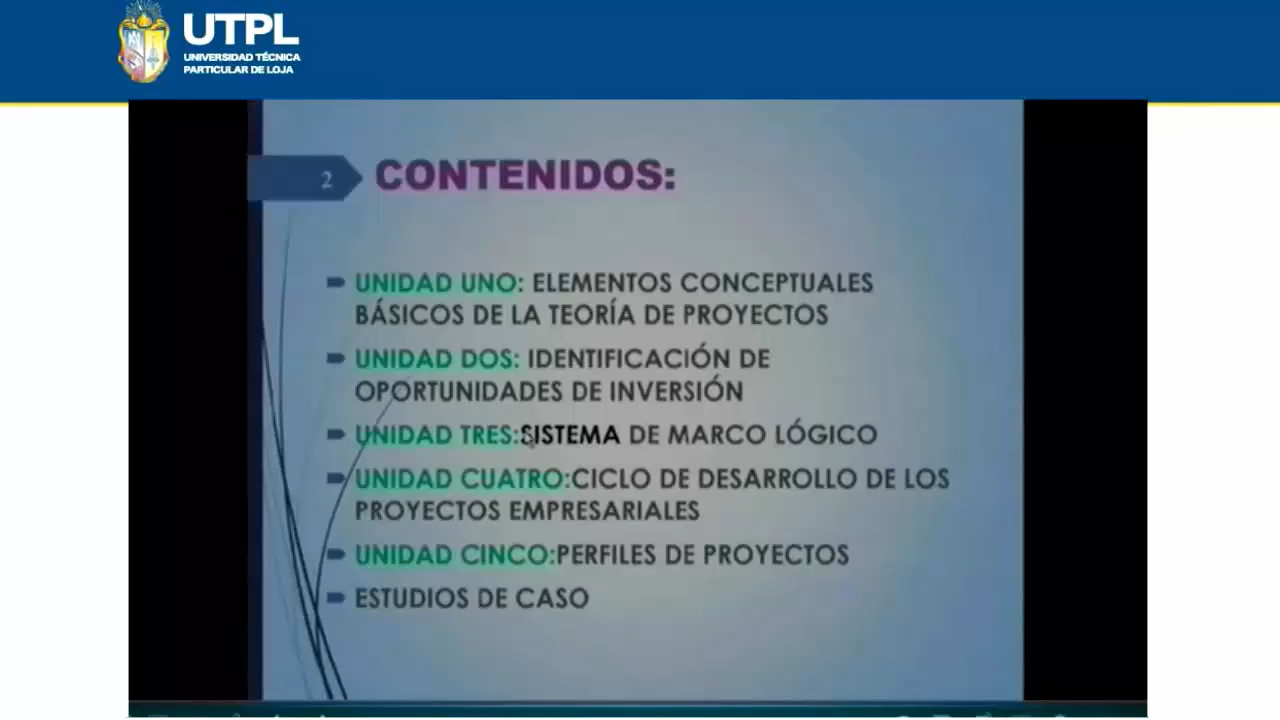 UTPL
UNIVERSIDAD TÉCNICA
PARTICULAR DE LOJA
2
CONTENIDOS:
UNIDAD UNO: ELEMENTOS CONCEPTUALES
BÁSICOS DE LA TEORÍA DE PROYECTOS
UNIDAD DOS: IDENTIFICACIÓN DE
OPORTUNIDADES DE INVERSIÓN
UNIDAD TRES:SISTEMA DE MARCO LÓGICO
UNIDAD CUATRO:CICLO DE DESARROLLO DE LOS
PROYECTOS EMPRESARIALES
UNIDAD CINCO:PERFILES DE PROYECTOS
ESTUDIOS DE CASO